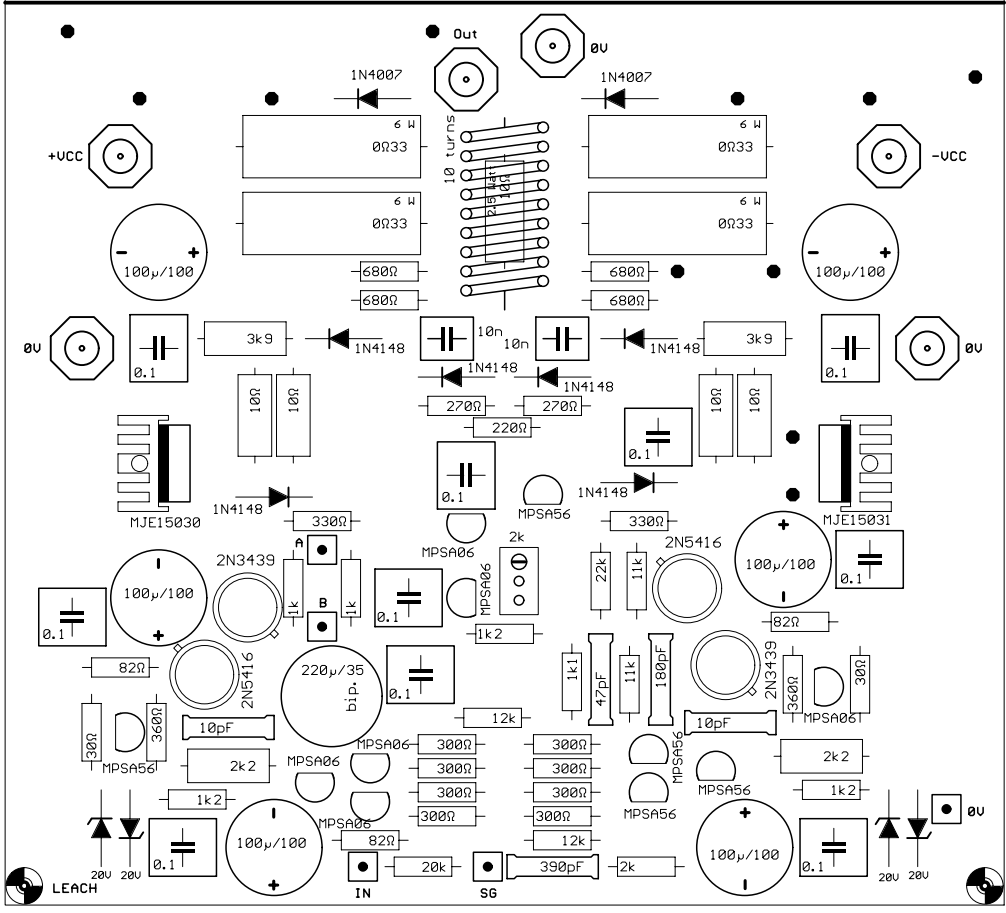 Out
0V
1N4007
1N4007
6 W
0Ω33
10 turns
2.5 Watt
10Ω
6 W
0Ω33
+VCC
-VCC
6 W
0Ω33
6 W
0Ω33
100µ/100
680Ω
680Ω
100µ/100
680Ω
680Ω
0V
0.1
3k9
1N4148
10n
10n
1N4148
3k9
0.1
0V
1N4148
1N4148
10Ω
10Ω
270Ω
270Ω
220Ω
10Ω
10Ω
0.1
0.1
1N4148
1N4148
MPSA56
MJE15030
330Ω
MPSA06
330Ω
MJE15031
A
2k
2N3439
2N5416
100µ/100
1k
1k
0.1
MPSA06
22k
11k
100µ/100
0.1
0.1
B
1k2
82Ω
82Ω
2N5416
220µ/35
bip.
0.1
1k1
47pF
11k
180pF
2N3439
360Ω
30Ω
MPSA06
30Ω
360Ω
10pF
12k
10pF
MPSA56
2k2
MPSA06
MPSA06
300Ω
300Ω
MPSA56
2k2
300Ω
300Ω
MPSA56
1k2
300Ω
300Ω
MPSA56
1k2
MPSA06
300Ω
300Ω
0V
0.1
100µ/100
82Ω
12k
100µ/100
0.1
20V
20V
20k
390pF
2k
20V
20V
LEACH
IN
SG